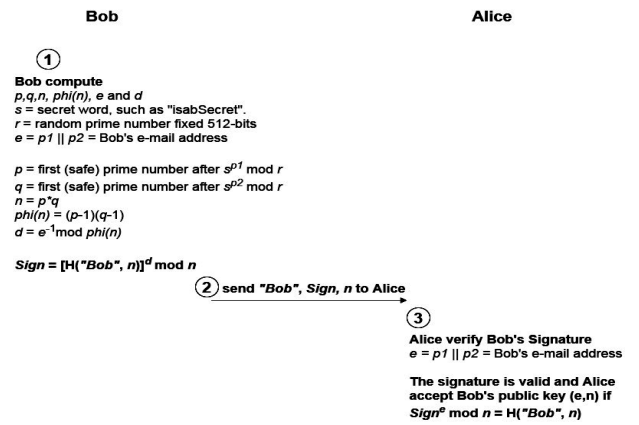 Bob
Alice
1
Bob compute
p,q,n, phi(n), e and d
s = secret word, such as "isabSecret".
r = random prime number fixed 512-bits
e = p1 || p2 = Bob's e-mail address
p = first (safe) prime number after s^p1 mod r
q = first (safe) prime number after s^p2 mod r
n = p*q
phi(n) = (p-1)(q-1)
d = e^-1 mod phi(n)
Sign = [H("Bob", n)]^d mod n
2 send "Bob", Sign, n to Alice
3
Alice verify Bob's Signature
e = p1 || p2 = Bob's e-mail address
The signature is valid and Alice
accept Bob's public key (e,n) if
Sign^e mod n = H("Bob", n)